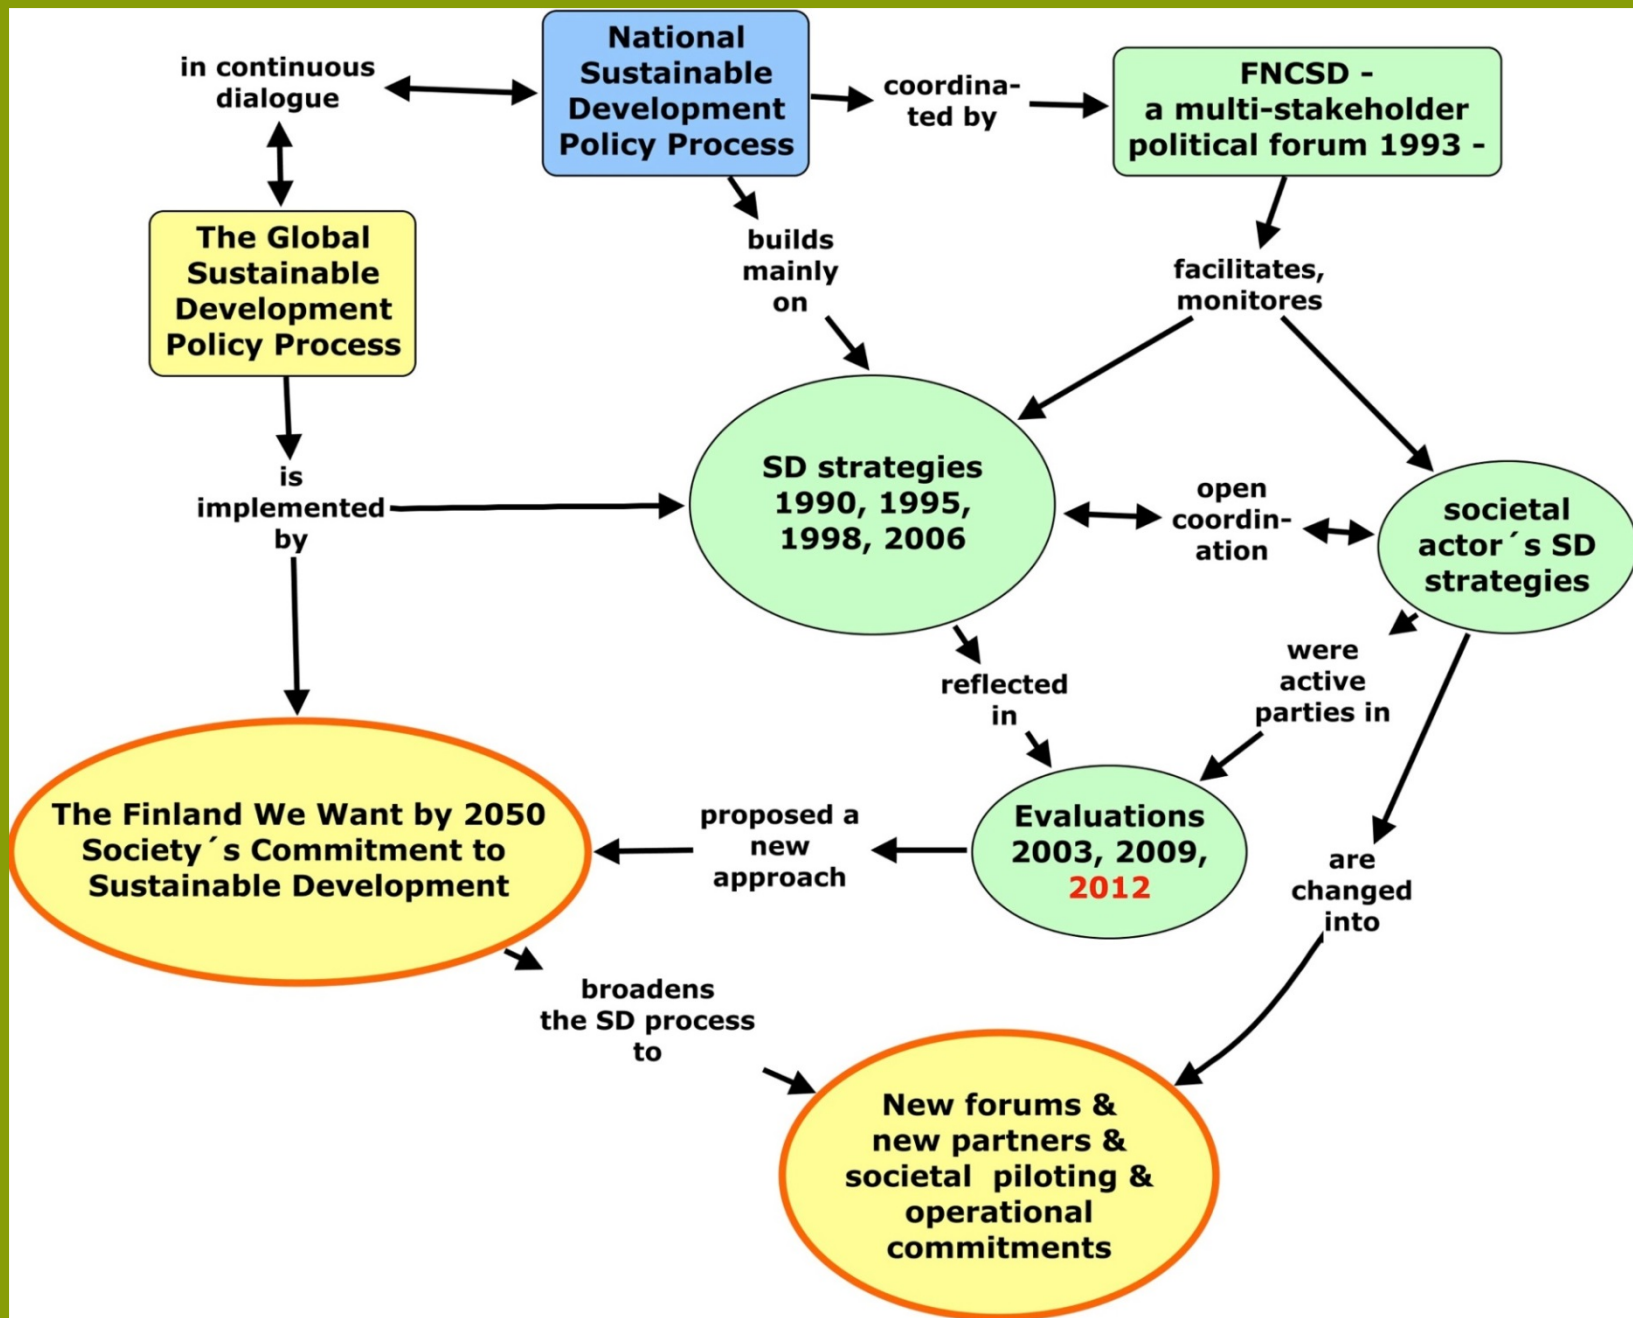 in continuous
dialogue
National
Sustainable
Development
Policy Process
coordina-
ted by
FNCSD -
a multi-stakeholder
political forum 1993 -
The Global
Sustainable
Development
Policy Process
builds
mainly
on
facilitates,
monitores
is
implemented
by
SD strategies
1990, 1995,
1998, 2006
open
coordin-
ation
societal
actor´s SD
strategies
reflected
in
were
active
parties in
The Finland We Want by 2050
Society´s Commitment to
Sustainable Development
proposed a
new
approach
Evaluations
2003, 2009,
2012
are
changed
into
broadens
the SD process
to
New forums &
new partners &
societal  piloting &
operational
commitments